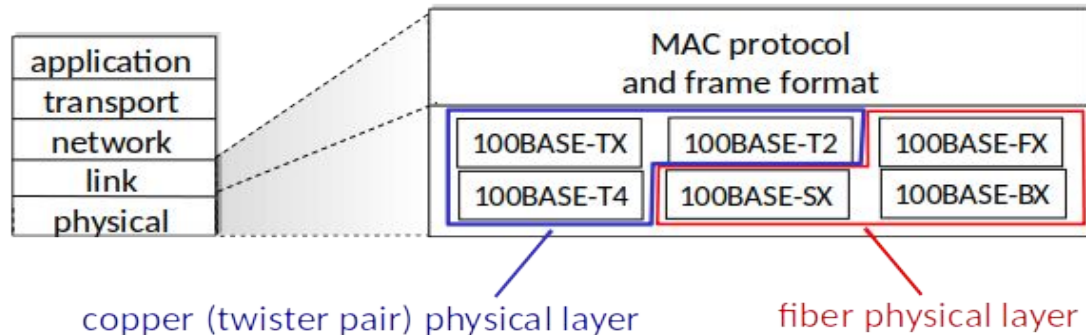 application
transport
network
link
physical
MAC protocol
and frame format
100BASE-TX
100BASE-T2
100BASE-FX
100BASE-T4
100BASE-SX
100BASE-BX
copper (twister pair) physical layer
fiber physical layer